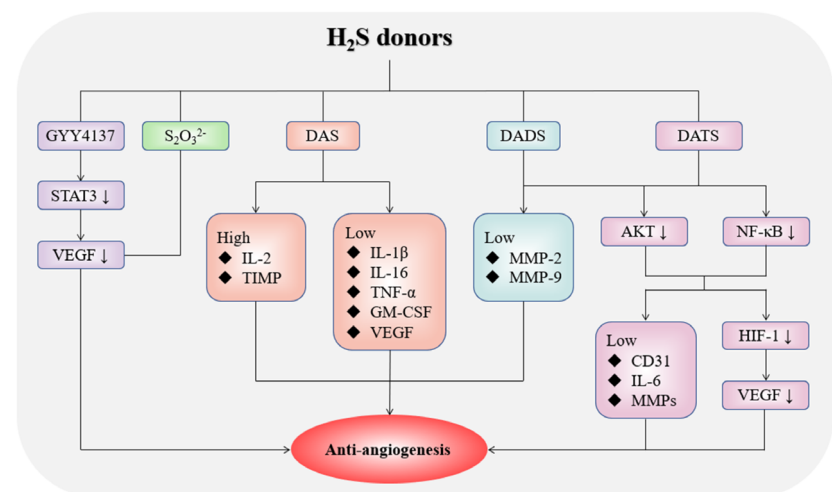 H₂S donors
GYY4137
S₂O₃²⁻
DAS
DADS
DATS
STAT3 ↓
VEGF ↓
High
◆ IL-2
◆ TIMP
Low
◆ IL-1β
◆ IL-16
◆ TNF-α
◆ GM-CSF
◆ VEGF
Low
◆ MMP-2
◆ MMP-9
AKT ↓
NF-κB ↓
Low
◆ CD31
◆ IL-6
◆ MMPs
HIF-1 ↓
VEGF ↓
Anti-angiogenesis